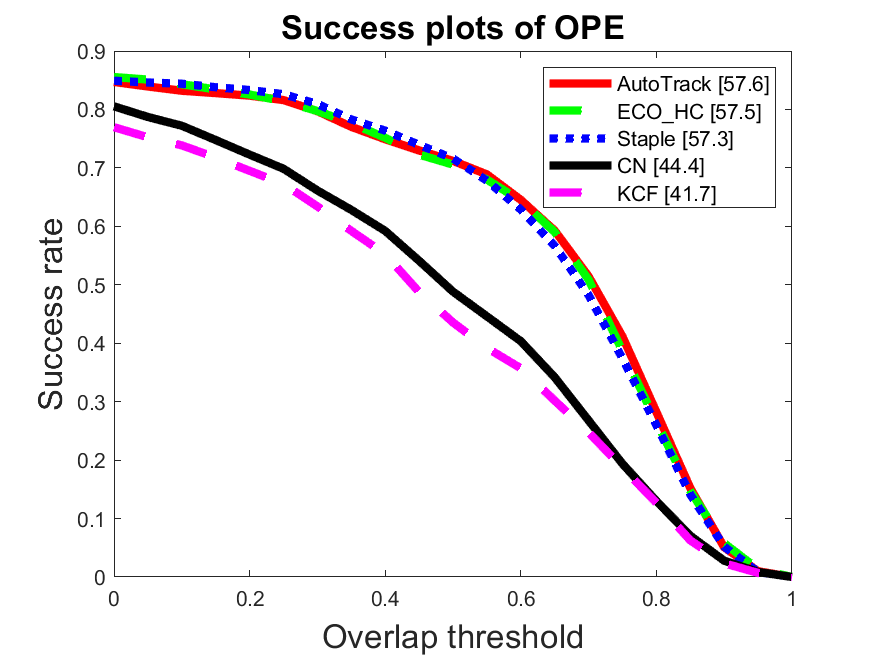 Success plots of OPE
0.9
0.8
0.7
0.6
0.5
0.4
0.3
0.2
0.1
0
Success rate
AutoTrack [57.6]
ECO_HC [57.5]
Staple [57.3]
CN [44.4]
KCF [41.7]
0 0.2 0.4 0.6 0.8 1
Overlap threshold